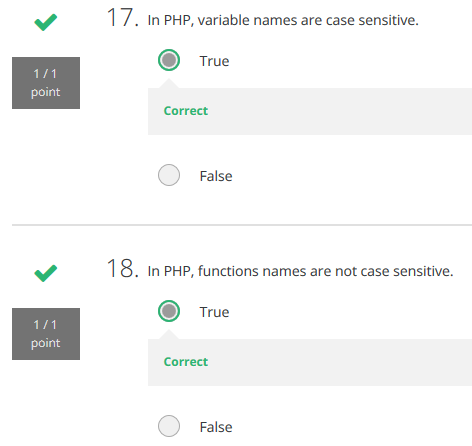 17. In PHP, variable names are case sensitive.
True
1 / 1
point
Correct
False
18. In PHP, functions names are not case sensitive.
True
1 / 1
point
Correct
False